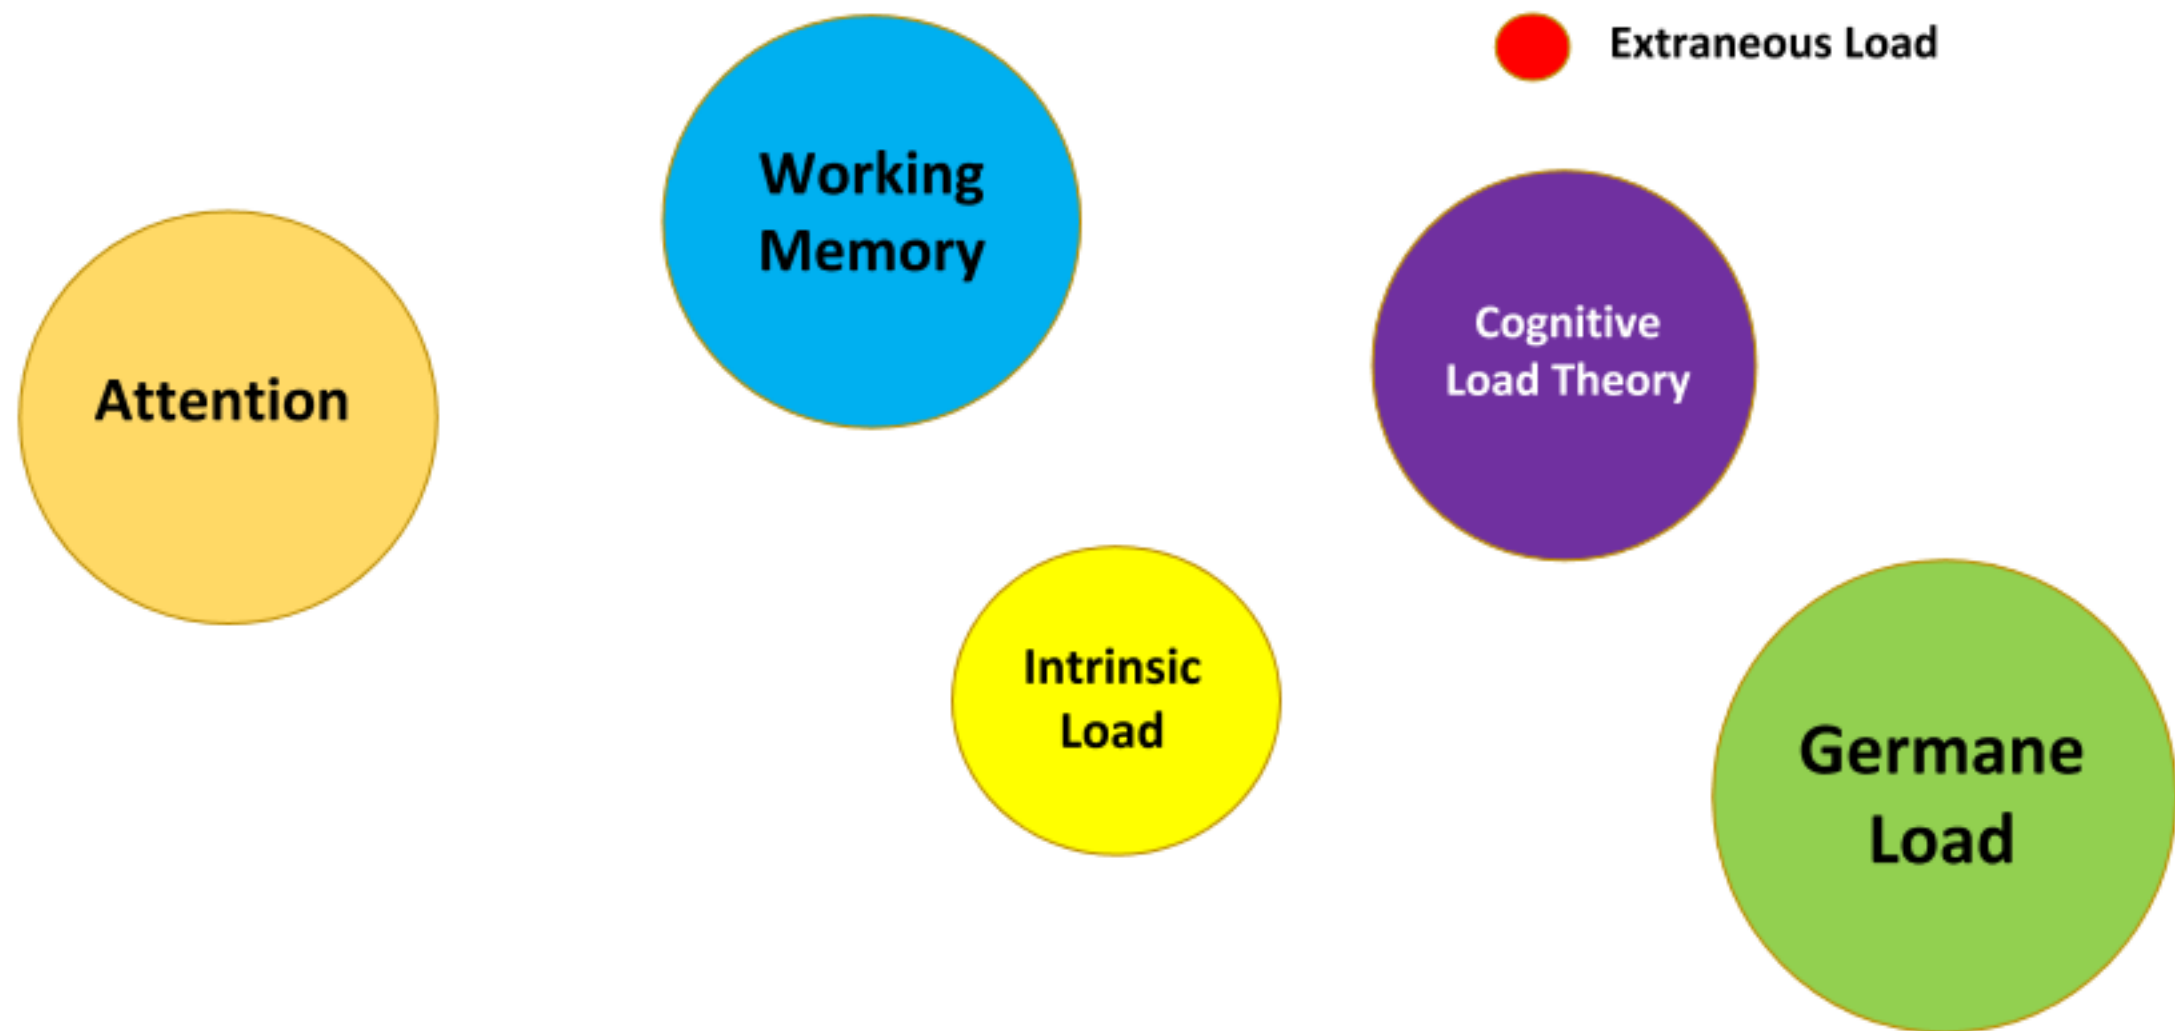 Extraneous Load
Working
Memory
Cognitive
Load Theory
Attention
Intrinsic
Load
Germane
Load